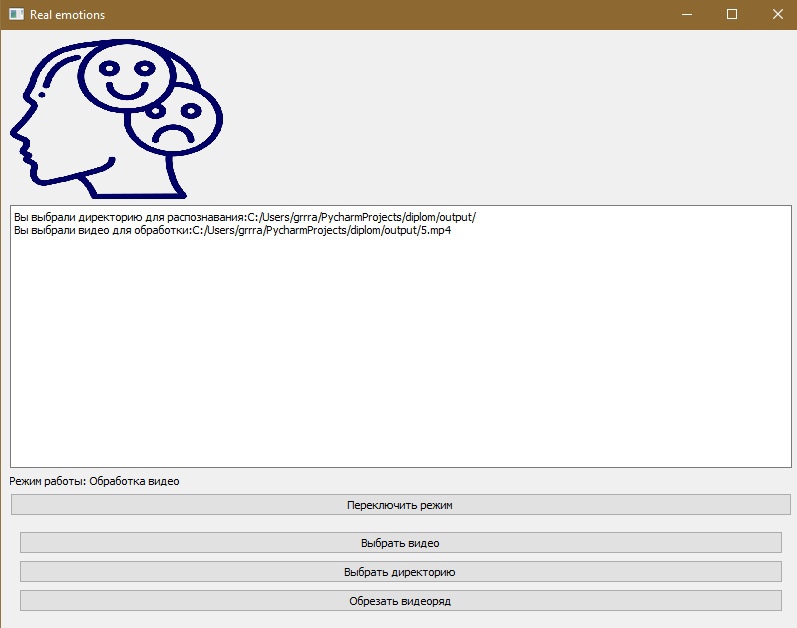 Real emotions
Вы выбрали директорию для распознавания:C:/Users/grrra/PycharmProjects/diplom/output/
Вы выбрали видео для обработки:C:/Users/grrra/PycharmProjects/diplom/output/5.mp4
Режим работы: Обработка видео
Переключить режим
Выбрать видео
Выбрать директорию
Обрезать видеоряд